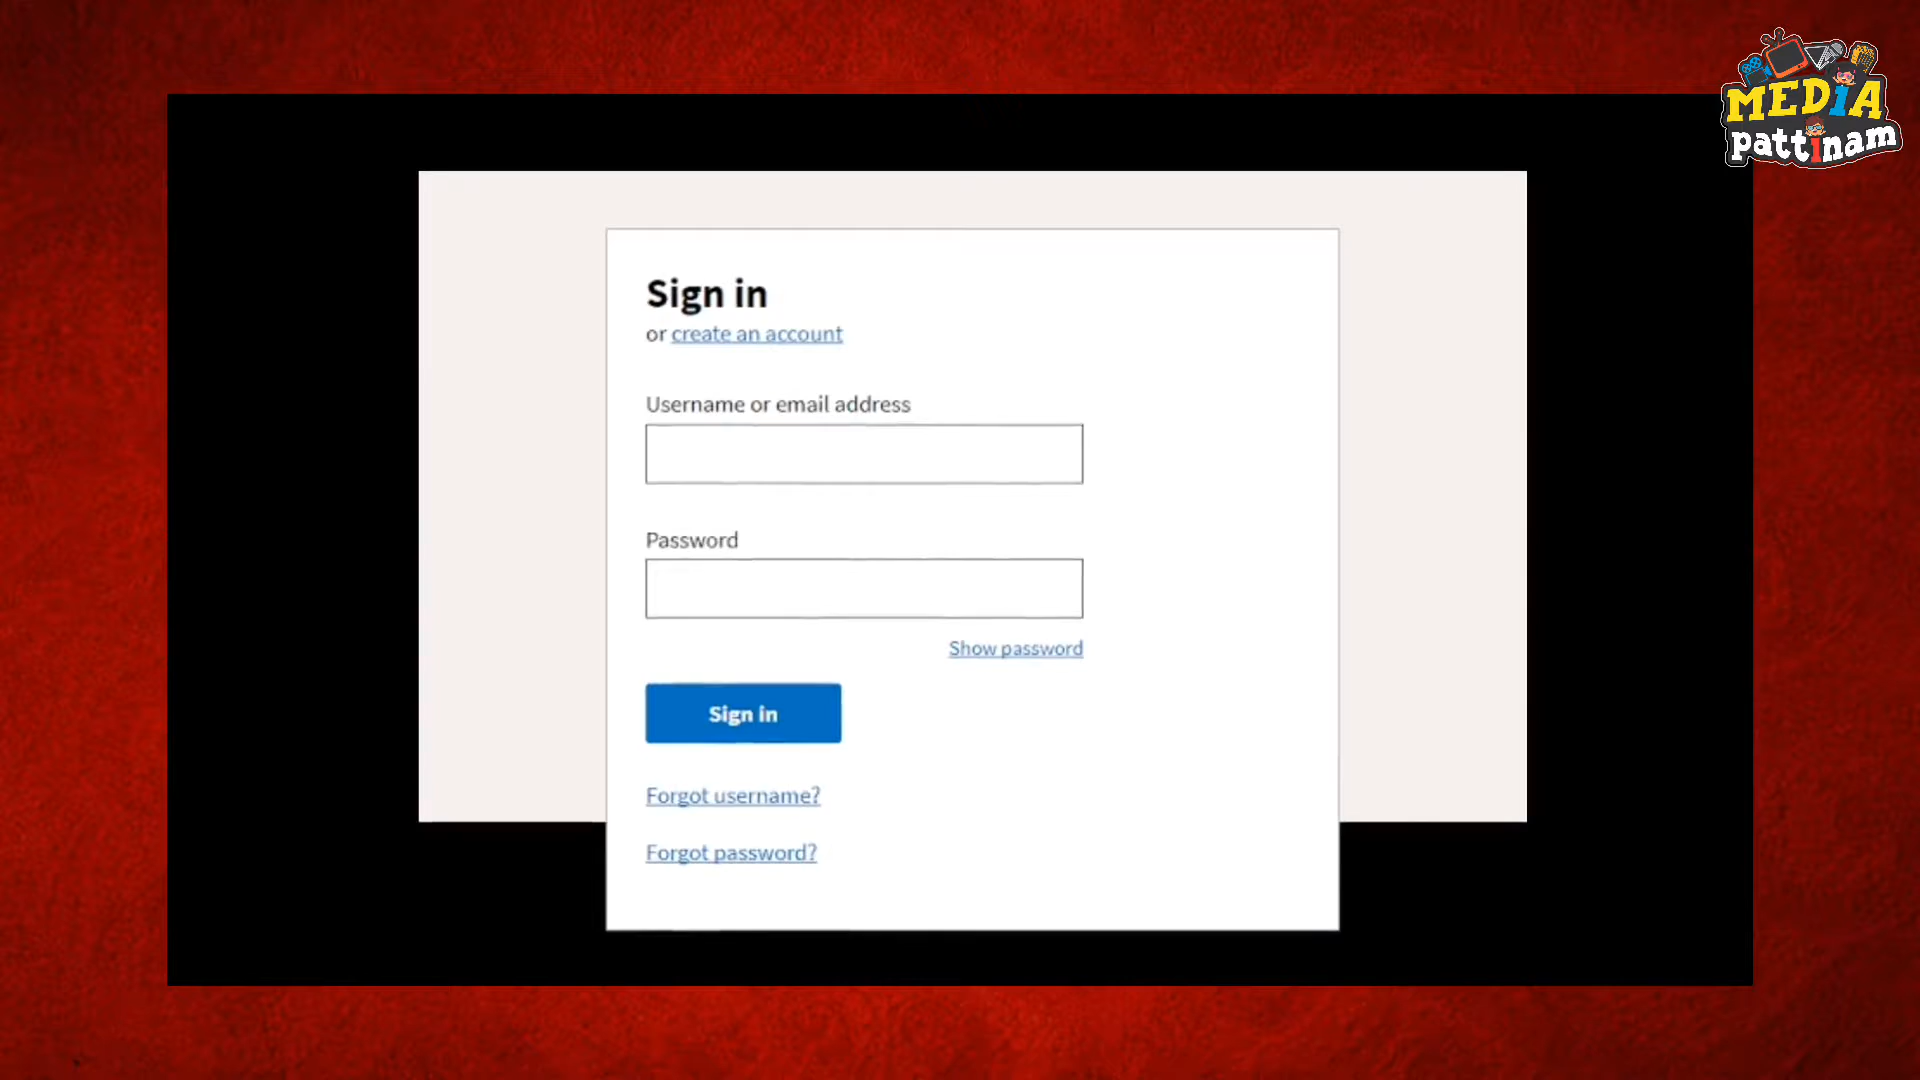 MEDiA
pattinam
Sign in
or create an account
Username or email address
Password
Show password
Sign in
Forgot username?
Forgot password?